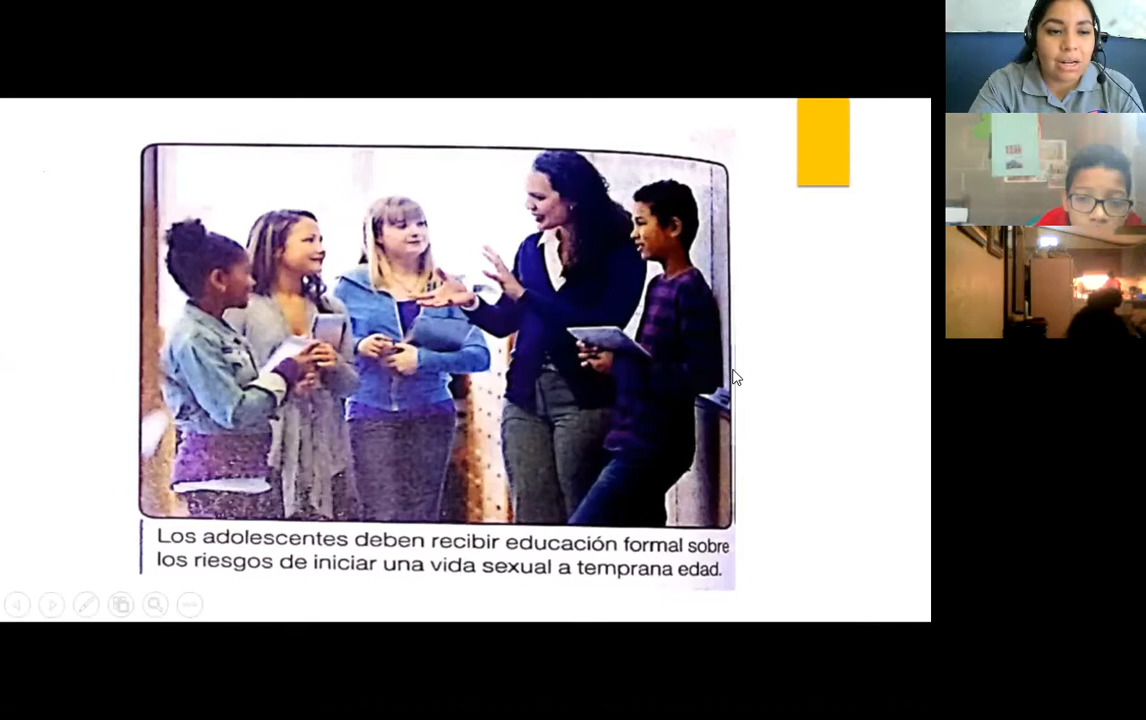 Los adolescentes deben recibir educación formal sobre
los riesgos de iniciar una vida sexual a temprana edad.